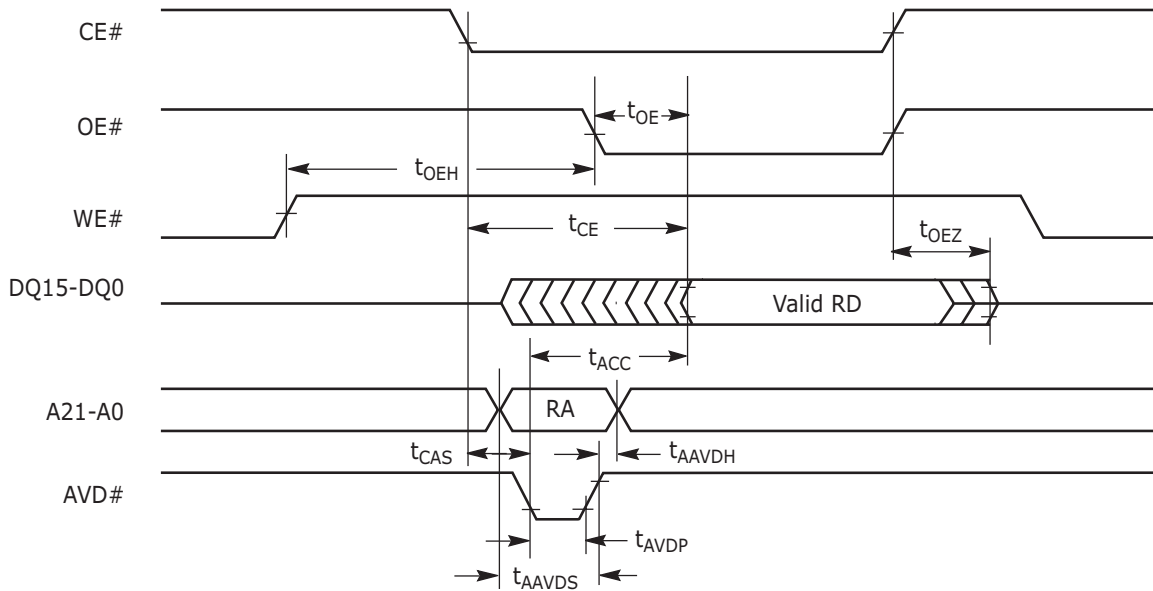 CE#
OE#
tOE
tOEH
WE#
tCE
tOEZ
DQ15-DQ0
Valid RD
tACC
A21-A0
RA
tCAS
tAAVDH
AVD#
tAVDP
tAAVDS